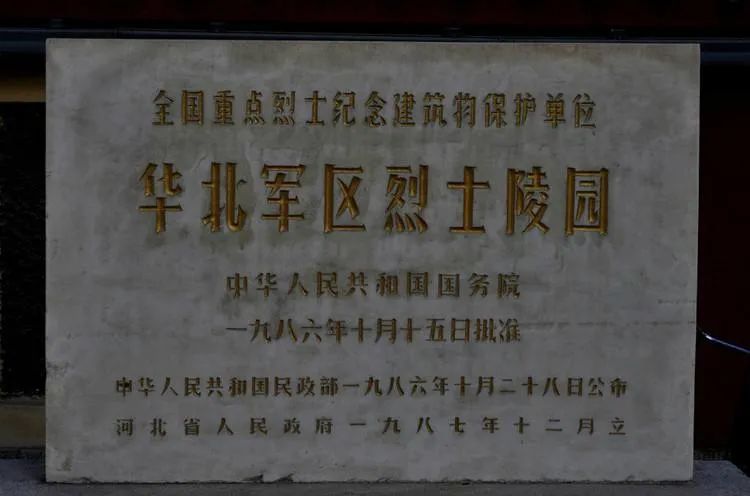 全国重点烈士纪念建筑物保护单位
华北军区烈士陵园
中华人民共和国国务院
一九八六年十月十五日批准
中华人民共和国民政部一九八六年十月二十八日公布
河北省人民政府一九八七年十二月立